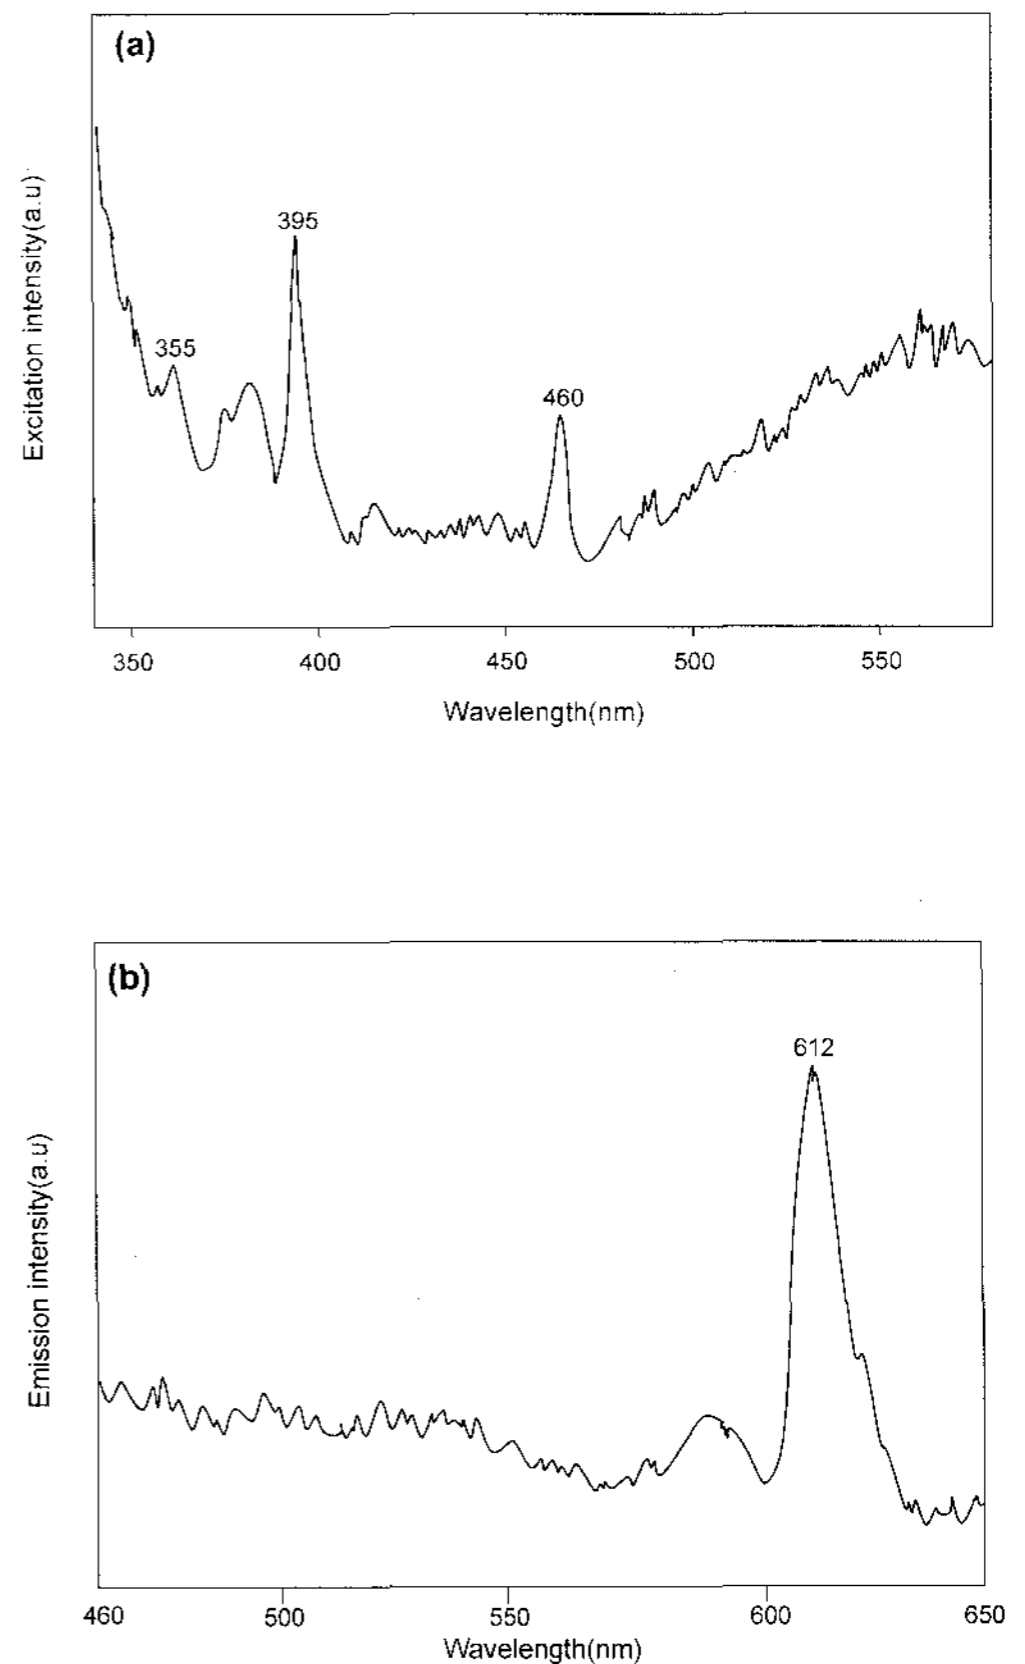 (a)
395
355
460
Excitation intensity(a.u)
350 400 450 500 550
Wavelength(nm)
(b)
612
Emission intensity(a.u)
460 500 550 600 650
Wavelength(nm)